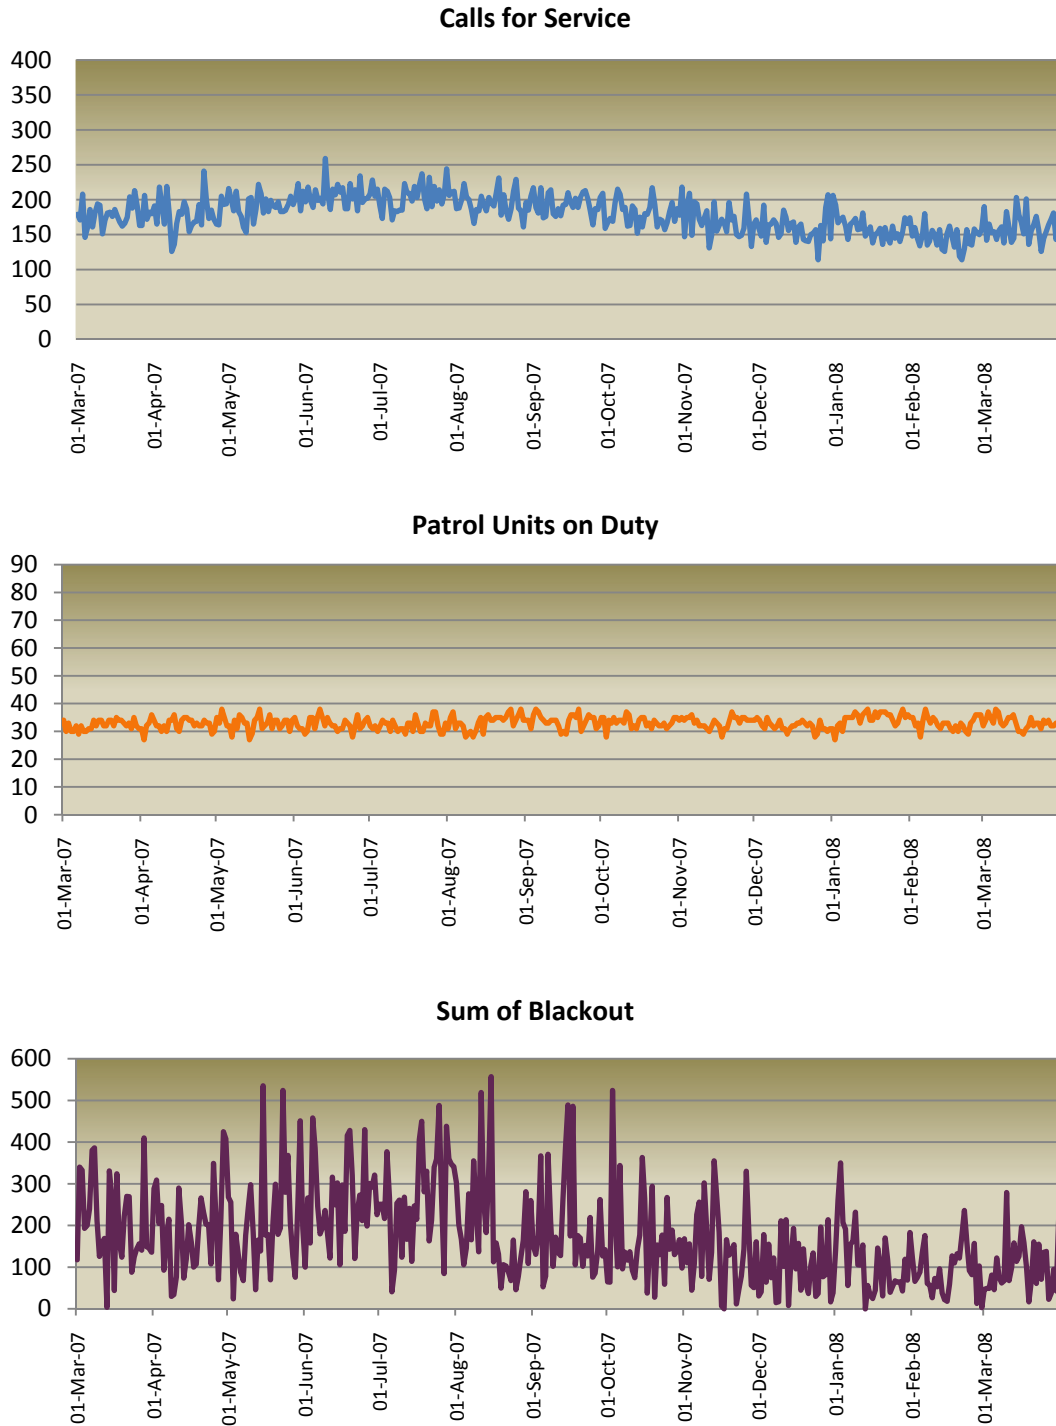 Calls for Service
400
350
300
250
200
150
100
50
0
01-Mar-07
01-Apr-07
01-May-07
01-Jun-07
01-Jul-07
01-Aug-07
01-Sep-07
01-Oct-07
01-Nov-07
01-Dec-07
01-Jan-08
01-Feb-08
01-Mar-08
Patrol Units on Duty
90
80
70
60
50
40
30
20
10
0
01-Mar-07
01-Apr-07
01-May-07
01-Jun-07
01-Jul-07
01-Aug-07
01-Sep-07
01-Oct-07
01-Nov-07
01-Dec-07
01-Jan-08
01-Feb-08
01-Mar-08
Sum of Blackout
600
500
400
300
200
100
0
01-Mar-07
01-Apr-07
01-May-07
01-Jun-07
01-Jul-07
01-Aug-07
01-Sep-07
01-Oct-07
01-Nov-07
01-Dec-07
01-Jan-08
01-Feb-08
01-Mar-08